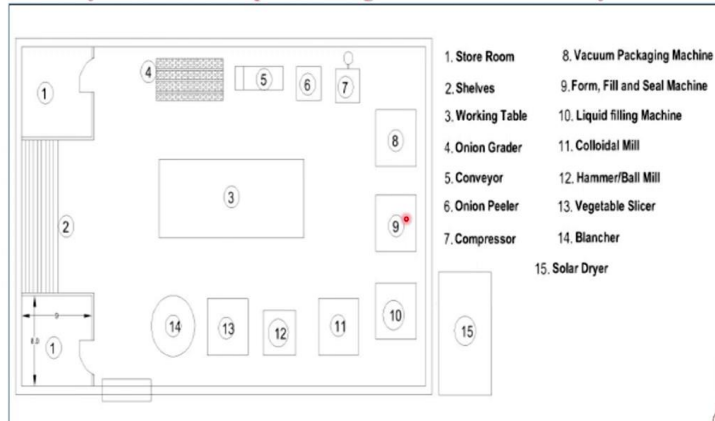 1. Store Room
2. Shelves
3. Working Table
4. Onion Grader
5. Conveyor
6. Onion Peeler
7. Compressor
8. Vacuum Packaging Machine
9. Form, Fill and Seal Machine
10. Liquid filling Machine
11. Colloidal Mill
12. Hammer/Ball Mill
13. Vegetable Slicer
14. Blancher
15. Solar Dryer
4
5
6
7
1
8
3
2
9
10
14
13
12
11
15
1
9